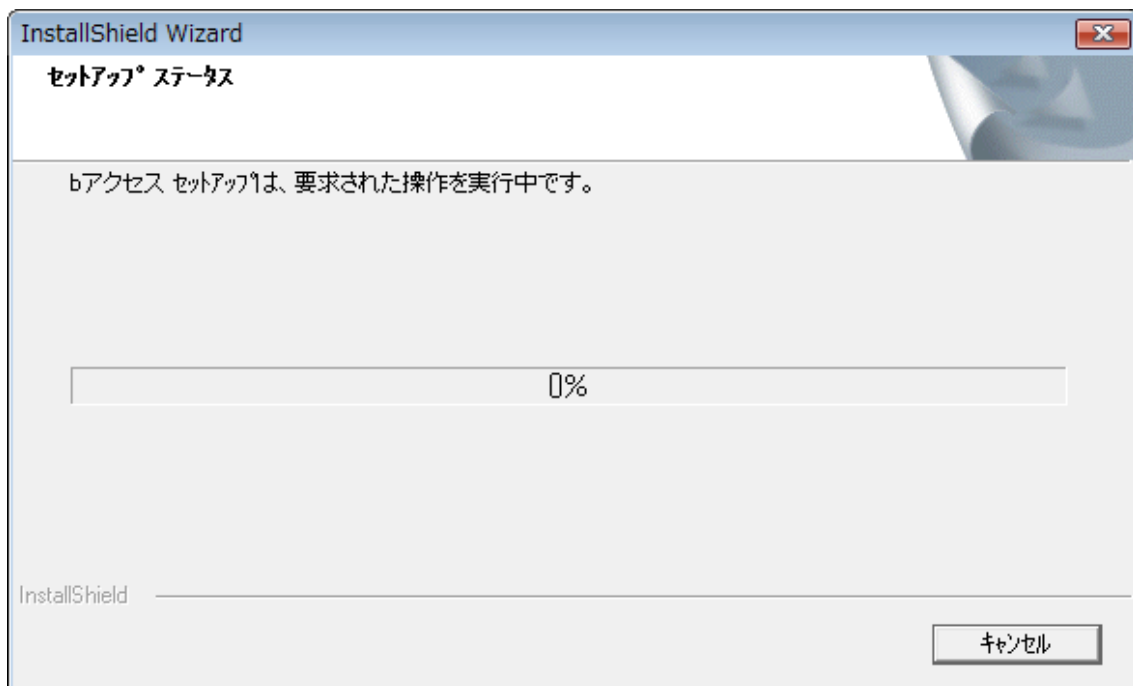 InstallShield Wizard
ｾｯﾄｱｯﾌﾟ ｽﾃｰﾀｽ
bアクセス ｾｯﾄｱｯﾌﾟは、要求された操作を実行中です。
0%
InstallShield
ｷｬﾝｾﾙ